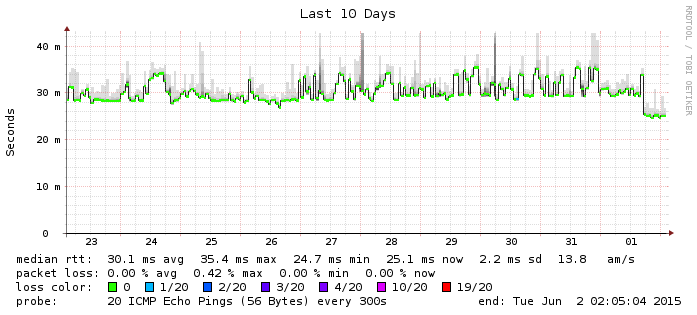 Last 10 Days
RRDTOOL / TOBI OETIKER
Seconds
40 m
30 m
20 m
10 m
0
23 24 25 26 27 28 29 30 31 01
median rtt: 30.1 ms avg 35.4 ms max 24.7 ms min 25.1 ms now 2.2 ms sd 13.8 am/s
packet loss: 0.00 % avg 0.42 % max 0.00 % min 0.00 % now
loss color: 0 1/20 2/20 3/20 4/20 10/20 19/20
probe: 20 ICMP Echo Pings (56 Bytes) every 300s end: Tue Jun 2 02:05:04 2015